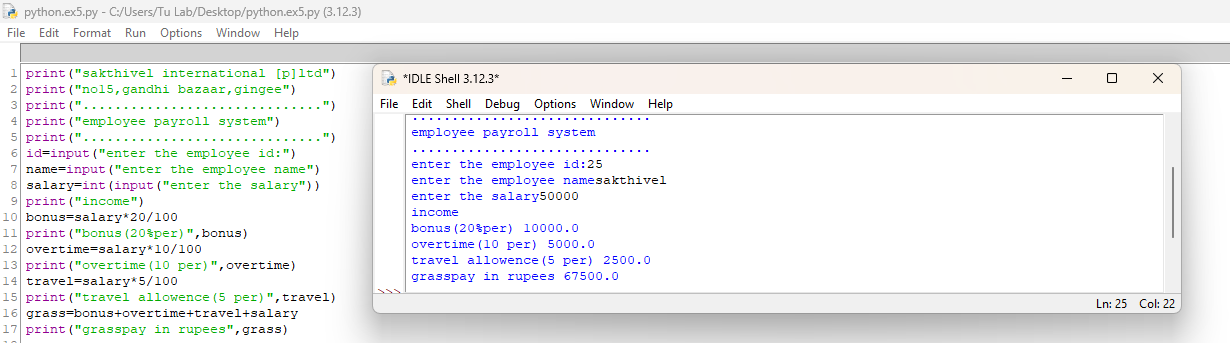 python.ex5.py - C:/Users/Tu Lab/Desktop/python.ex5.py (3.12.3)
File Edit Format Run Options Window Help
1 print("sakthivel international [p]ltd")
2 print("no15,gandhi bazaar,gingee")
3 print("..............................")
4 print("employee payroll system")
5 print("..............................")
6 id=input("enter the employee id:")
7 name=input("enter the employee name")
8 salary=int(input("enter the salary"))
9 print("income")
10 bonus=salary*20/100
11 print("bonus(20%per)",bonus)
12 overtime=salary*10/100
13 print("overtime(10 per)",overtime)
14 travel=salary*5/100
15 print("travel allowence(5 per)",travel)
16 grass=bonus+overtime+travel+salary
17 print("grasspay in rupees",grass)
*IDLE Shell 3.12.3*
File Edit Shell Debug Options Window Help
..............................
employee payroll system
..............................
enter the employee id:25
enter the employee namesakthivel
enter the salary50000
income
bonus(20%per) 10000.0
overtime(10 per) 5000.0
travel allowence(5 per) 2500.0
grasspay in rupees 67500.0
>>>
Ln: 25 Col: 22